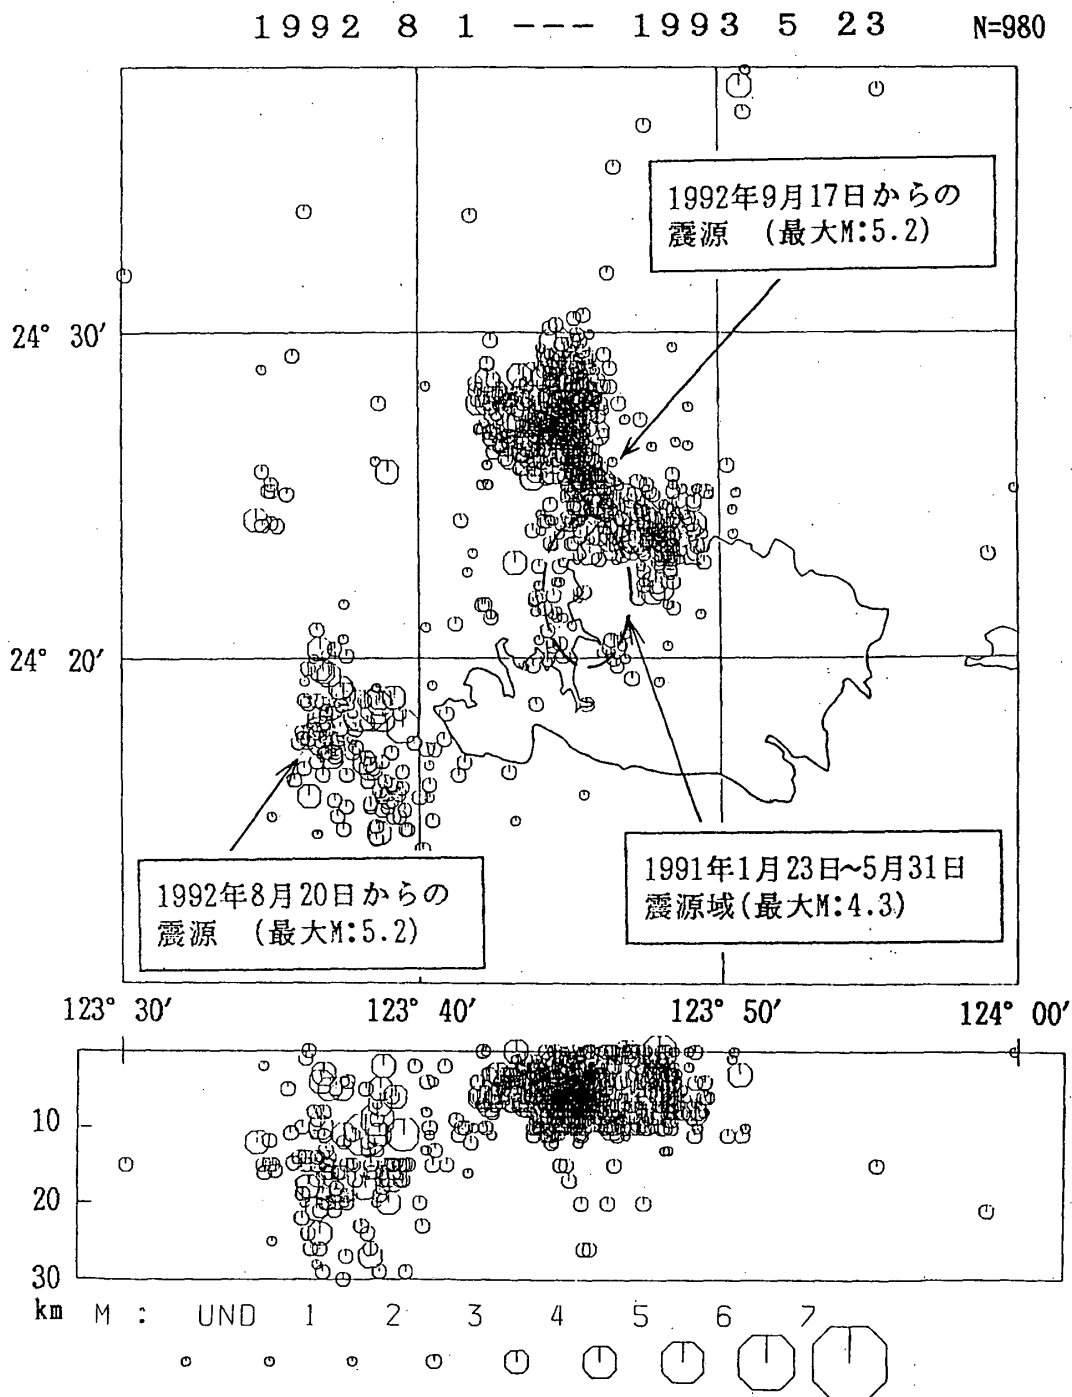 1992 8 1 --- 1993 5 23 N=980
1992年9月17日からの
震源 (最大M:5.2)
24° 30′
24° 20′
1992年8月20日からの
震源 (最大M:5.2)
1991年1月23日~5月31日
震源域(最大M:4.3)
123° 30′ 123° 40′ 123° 50′ 124° 00′
10
20
30
km M : UND 1 2 3 4 5 6 7